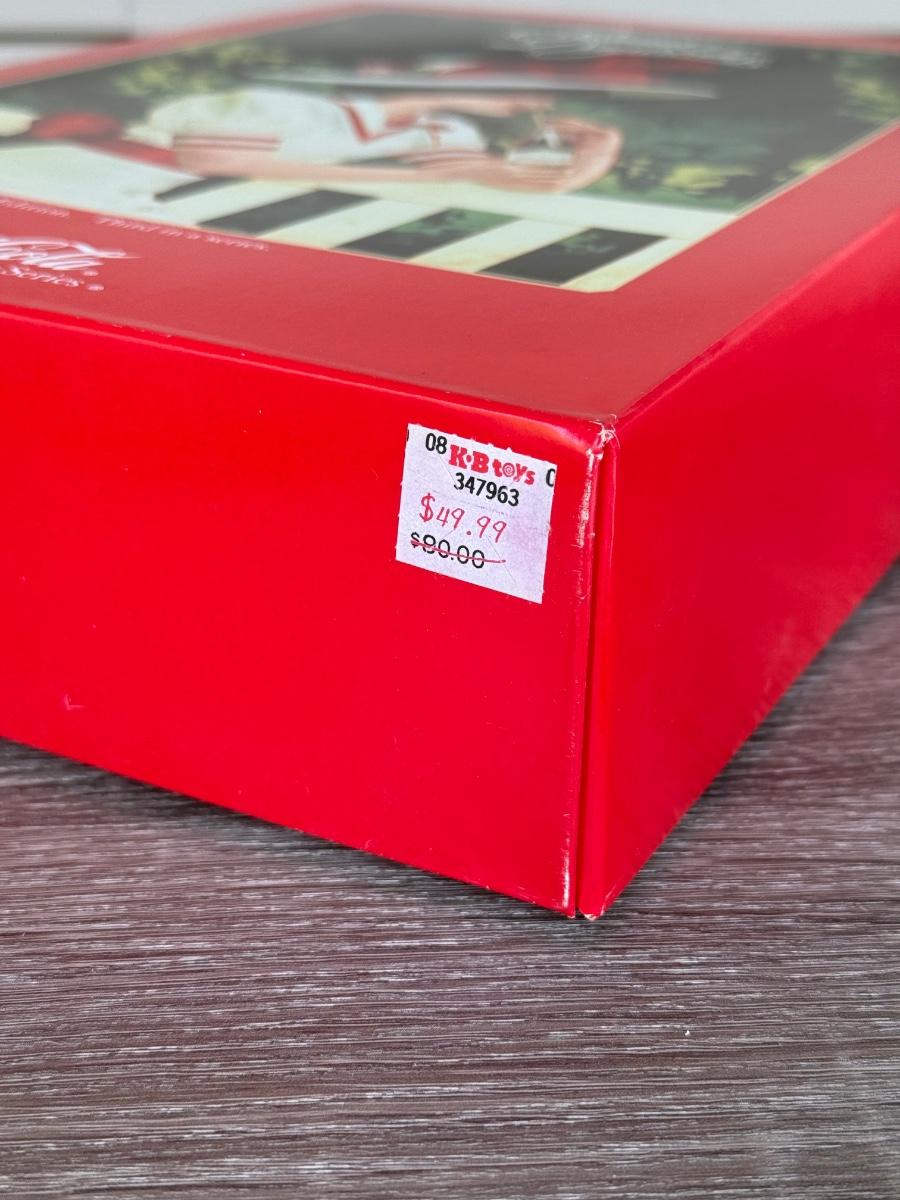 Third in a series.
Series®
08 K·B toys 0
347963
$49.99
$80.00